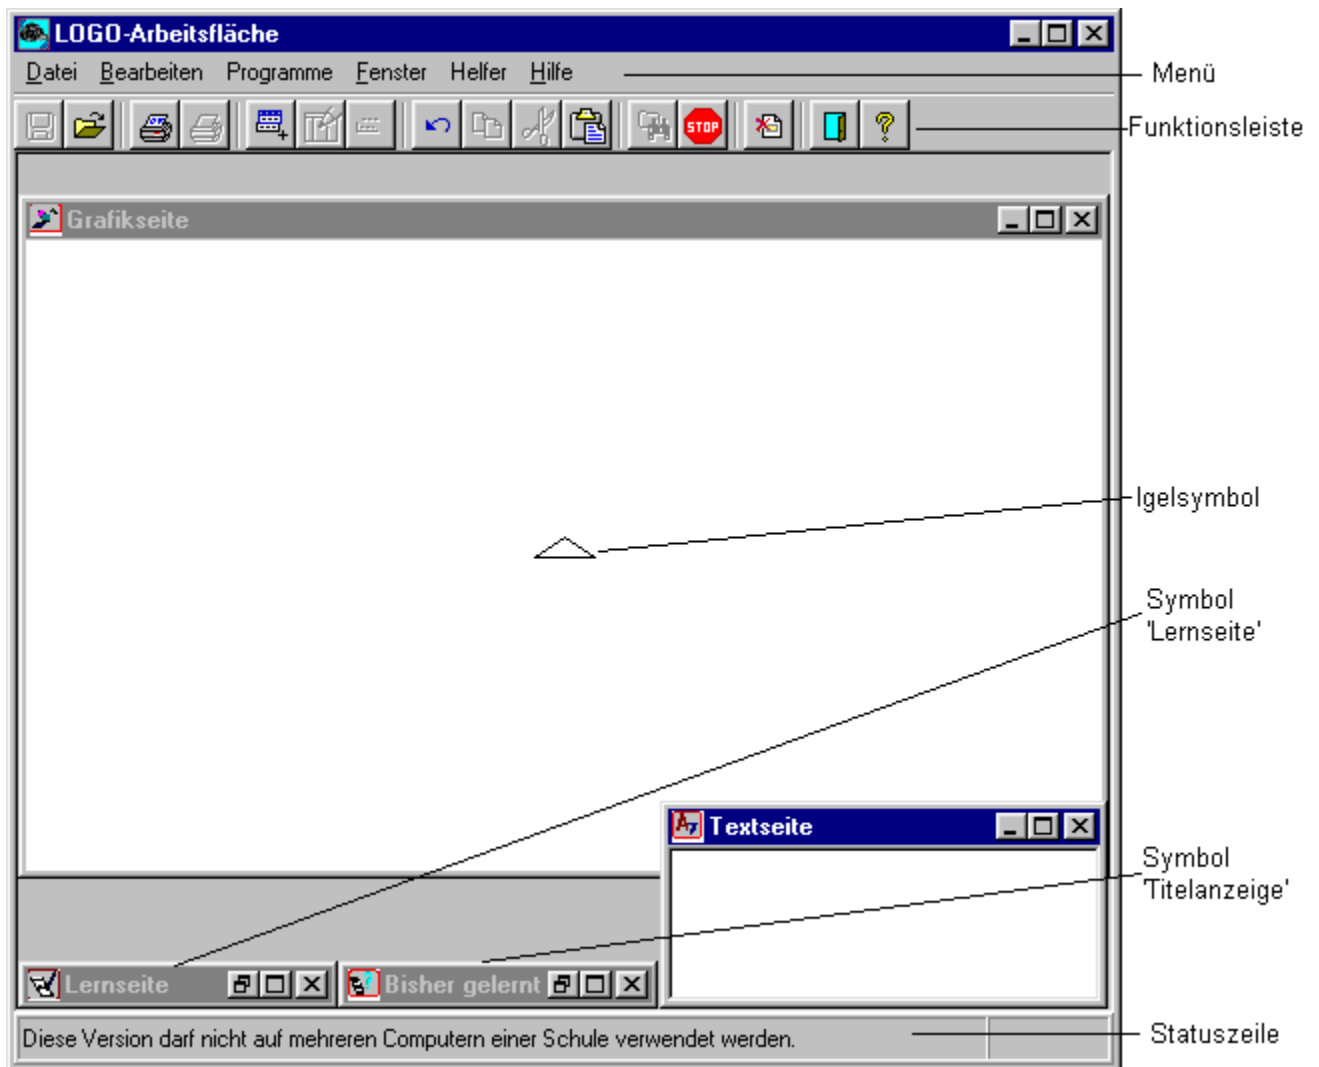 LOGO-Arbeitsfläche
Datei Bearbeiten Programme Fenster Helfer Hilfe
Menü
STOP
Funktionsleiste
Grafikseite
Igelsymbol
Symbol
'Lernseite'
Textseite
Symbol
'Titelanzeige'
Lernseite
Bisher gelernt
Diese Version darf nicht auf mehreren Computern einer Schule verwendet werden.
Statuszeile